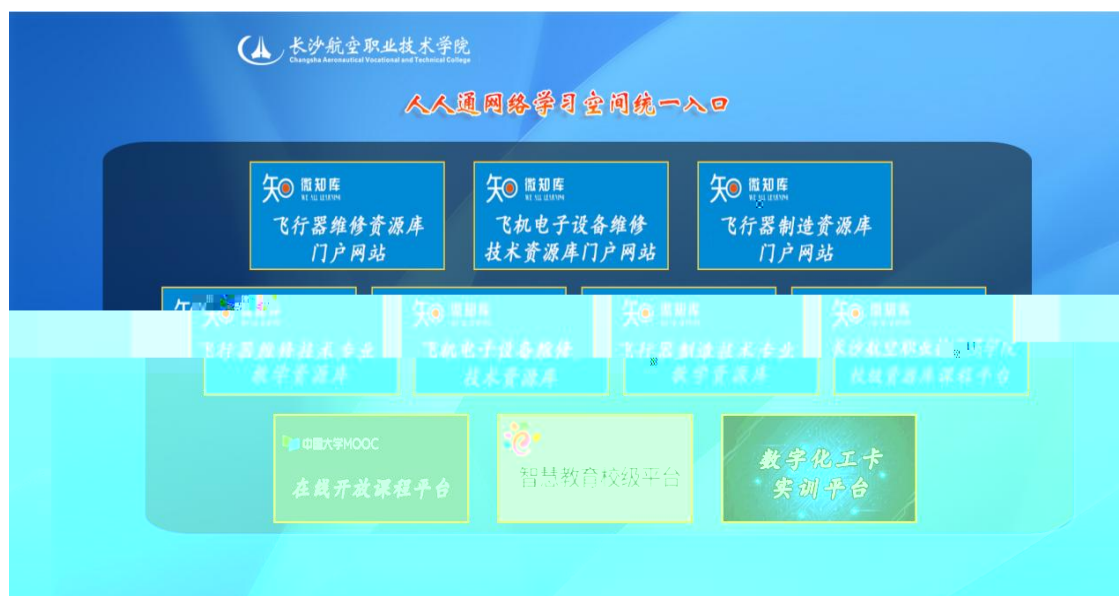 长沙航空职业技术学院
Changsha Aeronautical Vocational and Technical College
人人通网络学习空间统一入口
微知库
飞行器维修资源库
门户网站
微知库
飞机电子设备维修
技术资源库门户网站
微知库
飞行器制造资源库
门户网站
飞行器维修技术专业
教学资源库
微知库
飞机电子设备维修
技术资源库
微知库
飞行器制造技术专业
教学资源库
微知库
长沙航空职业
校级资源库课程平台
中国大学MOOC
在线开放课程平台
智慧教育校级平台
数字化工卡
实训平台